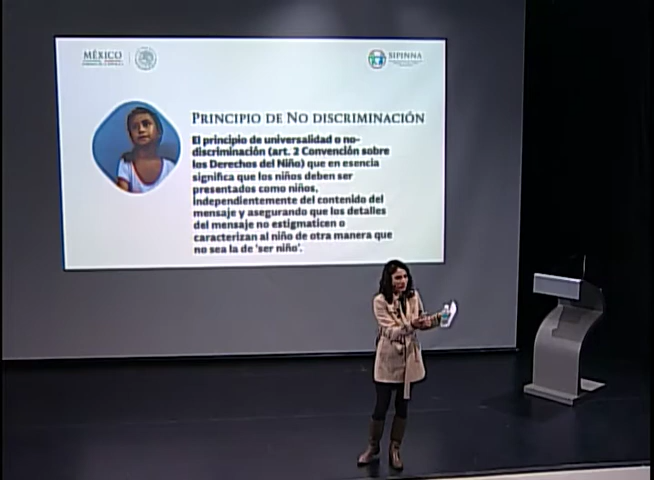 MÉXICO
SIPINNA
PRINCIPIO DE NO DISCRIMINACIÓN
El principio de universalidad o no-
discriminación (art. 2 Convención sobre
los Derechos del Niño) que en esencia
significa que los niños deben ser
presentados como niños,
independientemente del contenido del
mensaje y asegurando que los detalles
del mensaje no estigmaticen o
caracterizan al niño de otra manera que
no sea la de 'ser niño'.